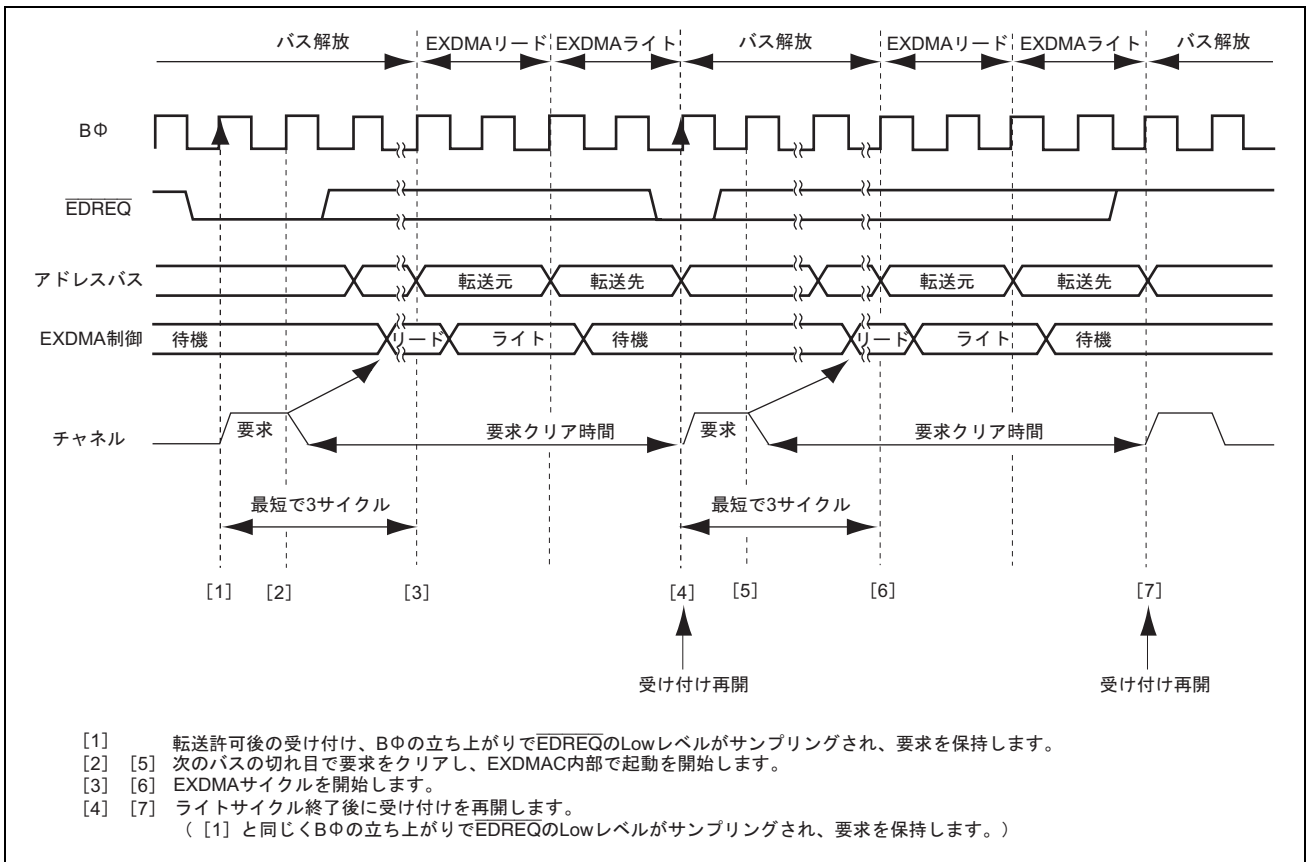 バス解放 EXDMAリード EXDMAライト バス解放 EXDMAリード EXDMAライト バス解放
BΦ
EDREQ
アドレスバス 転送元 転送先 転送元 転送先
EXDMA制御 待機 リード ライト 待機 リード ライト 待機
チャネル 要求 要求クリア時間 要求 要求クリア時間
最短で3サイクル 最短で3サイクル
[1] [2] [3] [4] [5] [6] [7]
受け付け再開 受け付け再開
[1] 転送許可後の受け付け、BΦの立ち上がりでEDREQのLowレベルがサンプリングされ、要求を保持します。
[2] [5] 次のバスの切れ目で要求をクリアし、EXDMAC内部で起動を開始します。
[3] [6] EXDMAサイクルを開始します。
[4] [7] ライトサイクル終了後に受け付けを再開します。
([1]と同じくBΦの立ち上がりでEDREQのLowレベルがサンプリングされ、要求を保持します。)